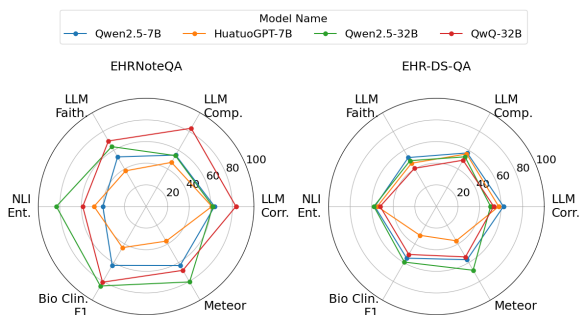 Model Name
Qwen2.5-7B HuatuoGPT-7B Qwen2.5-32B QwQ-32B
EHRNoteQA
LLM
Faith.
LLM
Comp.
NLI
Ent.
20 40 60 80 100
LLM
Corr.
Bio Clin.
F1
Meteor
EHR-DS-QA
LLM
Faith.
LLM
Comp.
NLI
Ent.
20 40 60 80 100
LLM
Corr.
Bio Clin.
F1
Meteor